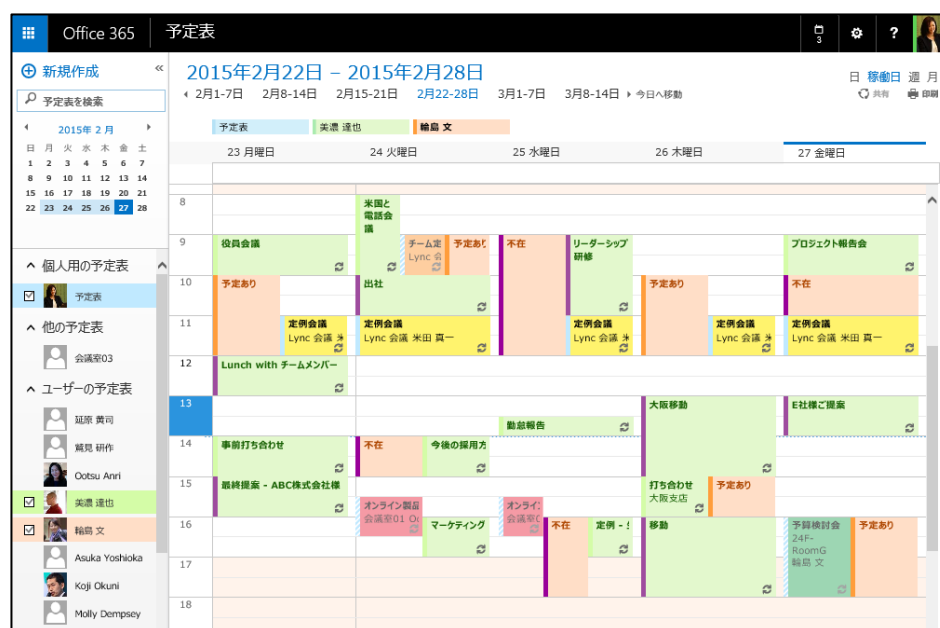 Office 365
予定表
3
?
新規作成
«
予定表を検索
2015年 2 月
日 月 火 水 木 金 土
1 2 3 4 5 6 7
8 9 10 11 12 13 14
15 16 17 18 19 20 21
22 23 24 25 26 27 28
個人用の予定表
予定表
他の予定表
会議室03
ユーザーの予定表
延原 黄司
鷲見 研作
Ootsu Anri
美濃 達也
輪島 文
Asuka Yoshioka
Koji Okuni
Molly Dempsey
2015年2月22日 – 2015年2月28日
日 稼働日 週 月
2月1-7日 2月8-14日 2月15-21日 2月22-28日 3月1-7日 3月8-14日 今日へ移動
共有 印刷
予定表 美濃 達也 輪島 文
23 月曜日 24 火曜日 25 水曜日 26 木曜日 27 金曜日
8
米国と
電話会
議
9
役員会議
チーム定
Lync 会
予定あり
不在
リーダーシップ
研修
プロジェクト報告会
10
予定あり
出社
予定あり
不在
11
定例会議
Lync 会議 米
定例会議
Lync 会議 米田 真一
定例会議
Lync 会議 米
定例会議
Lync 会議 米
定例会議
Lync 会議 米田 真一
12
Lunch with チームメンバー
13
勤怠報告
大阪移動
E社様ご提案
14
事前打ち合わせ
不在
今後の採用方
15
最終提案 - ABC株式会社様
オンライン製品
会議室01
オンライン
会議室
打ち合わせ
大阪支店
予定あり
16
マーケティング
不在
定例 -
移動
予算検討会
24F-
RoomG
輪島 文
予定あり
17
18